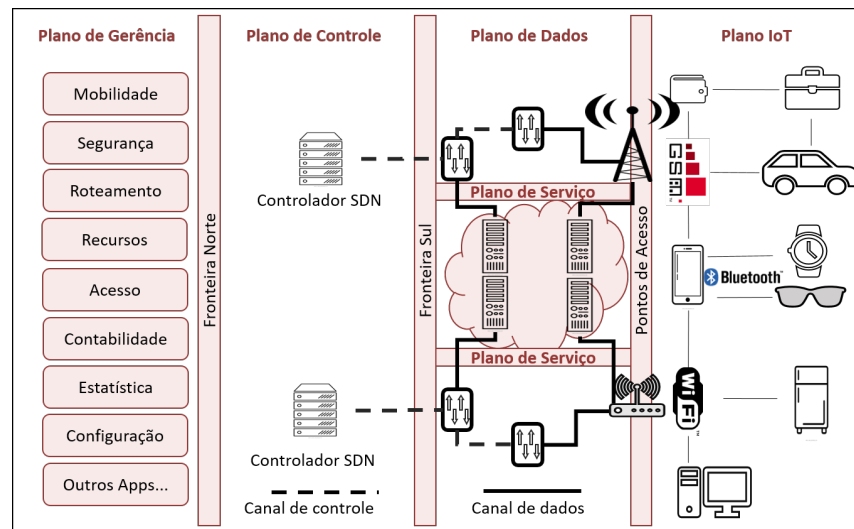 Plano de Gerência
Mobilidade
Segurança
Roteamento
Recursos
Acesso
Contabilidade
Estatística
Configuração
Outros Apps...
Fronteira Norte
Plano de Controle
Controlador SDN
Controlador SDN
Canal de controle
Fronteira Sul
Plano de Dados
Plano de Serviço
Plano de Serviço
Canal de dados
Pontos de Acesso
Plano IoT
GSM
Bluetooth™
WiFi™